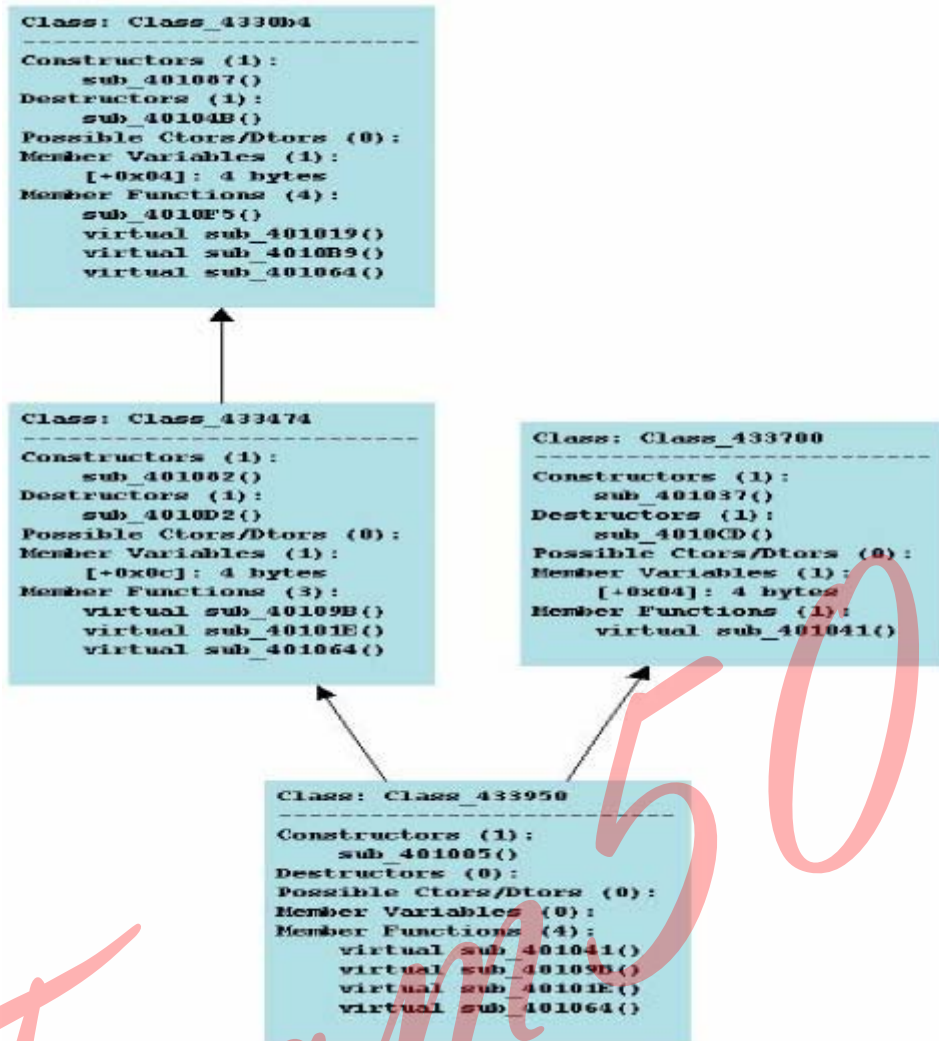 Class: Class_4330b4
----------------------------
Constructors (1):
sub_401087()
Destructors (1):
sub_40104B()
Possible Ctors/Dtors (0):
Member Variables (1):
[+0x04]: 4 bytes
Member Functions (4):
sub_4010F5()
virtual sub_401019()
virtual sub_4010B9()
virtual sub_401064()
Class: Class_433474
----------------------------
Constructors (1):
sub_401082()
Destructors (1):
sub_4010D2()
Possible Ctors/Dtors (0):
Member Variables (1):
[+0x0c]: 4 bytes
Member Functions (3):
virtual sub_40109B()
virtual sub_40101E()
virtual sub_401064()
Class: Class_433700
----------------------------
Constructors (1):
sub_401037()
Destructors (1):
sub_4010CD()
Possible Ctors/Dtors (0):
Member Variables (1):
[+0x04]: 4 bytes
Member Functions (1):
virtual sub_401041()
Class: Class_433950
----------------------------
Constructors (1):
sub_401005()
Destructors (0):
Possible Ctors/Dtors (0):
Member Variables (0):
Member Functions (4):
virtual sub_401041()
virtual sub_40109B()
virtual sub_40101E()
virtual sub_401064()
50